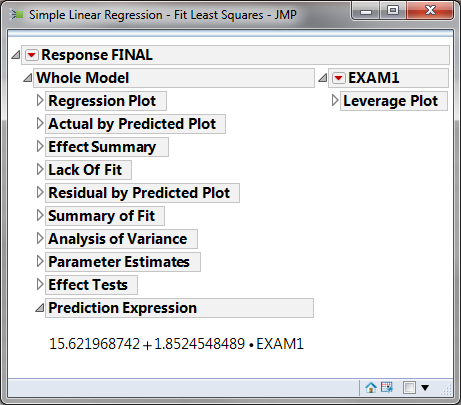 Simple Linear Regression - Fit Least Squares - JMP
Response FINAL
Whole Model
Regression Plot
Actual by Predicted Plot
Effect Summary
Lack Of Fit
Residual by Predicted Plot
Summary of Fit
Analysis of Variance
Parameter Estimates
Effect Tests
Prediction Expression
15.621968742 + 1.8524548489 • EXAM1
EXAM1
Leverage Plot